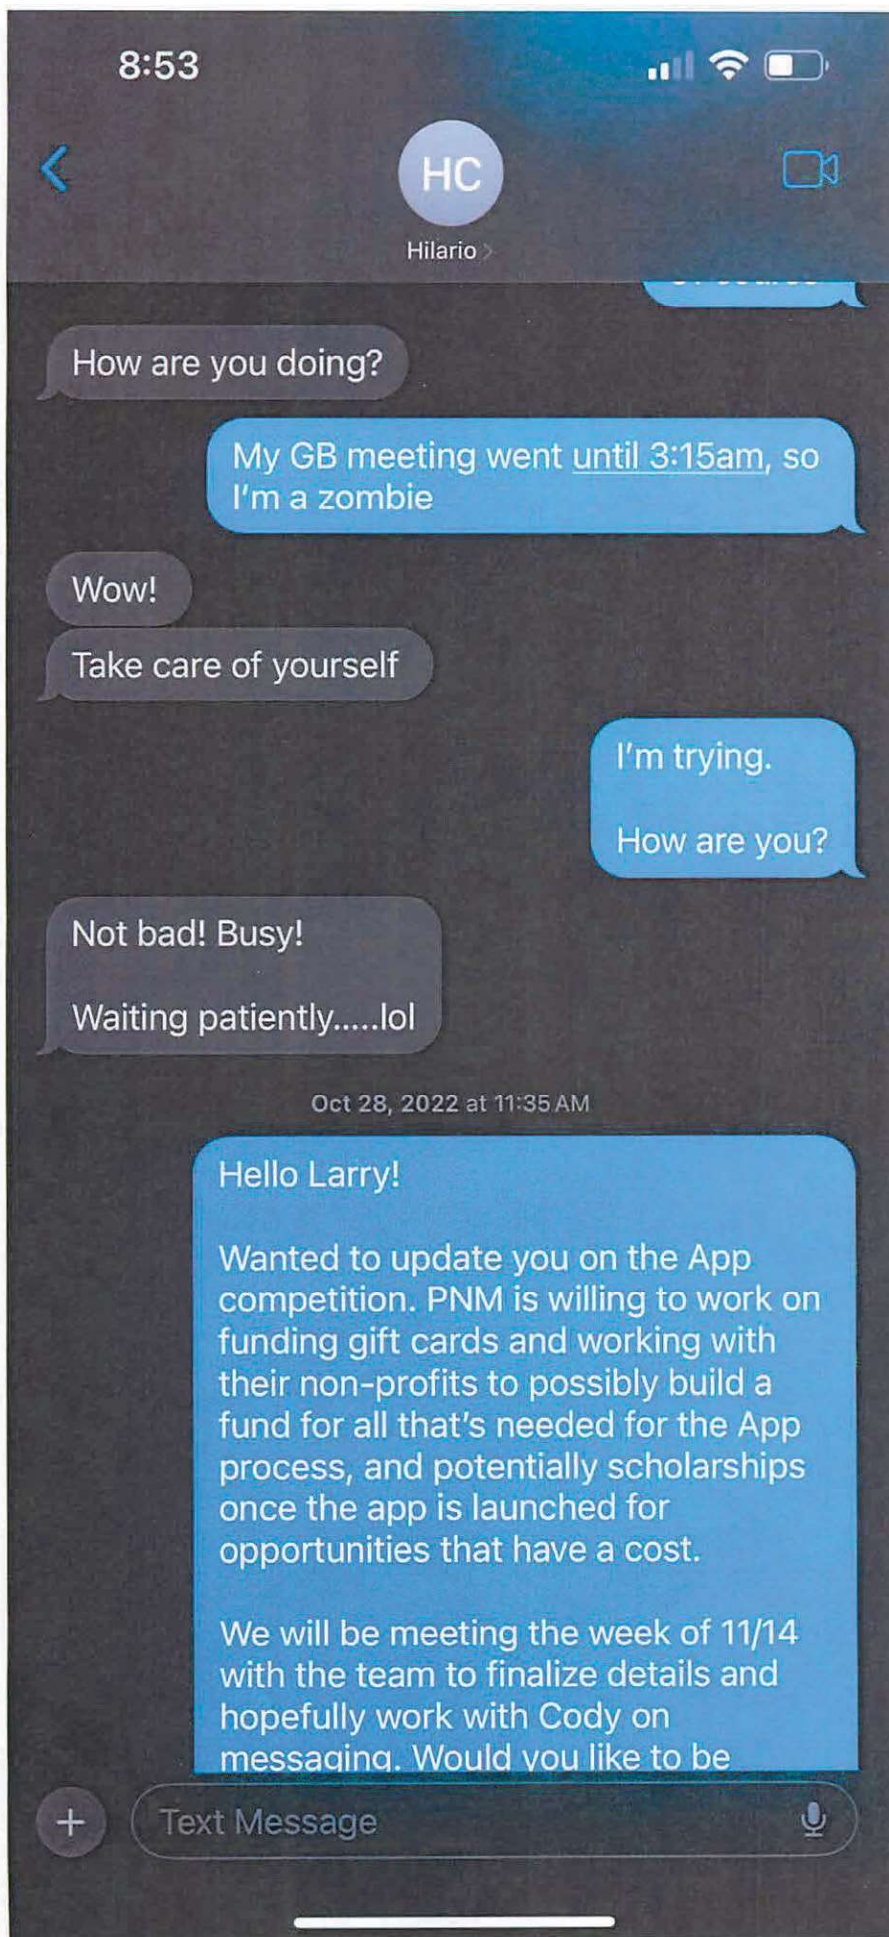 8:53
HC
Hilario
How are you doing?
My GB meeting went until 3:15am, so
I'm a zombie
Wow!
Take care of yourself
I'm trying.
How are you?
Not bad! Busy!
Waiting patiently.....lol
Oct 28, 2022 at 11:35 AM
Hello Larry!
Wanted to update you on the App
competition. PNM is willing to work on
funding gift cards and working with
their non-profits to possibly build a
fund for all that's needed for the App
process, and potentially scholarships
once the app is launched for
opportunities that have a cost.
We will be meeting the week of 11/14
with the team to finalize details and
hopefully work with Cody on
messaging. Would you like to be
Text Message